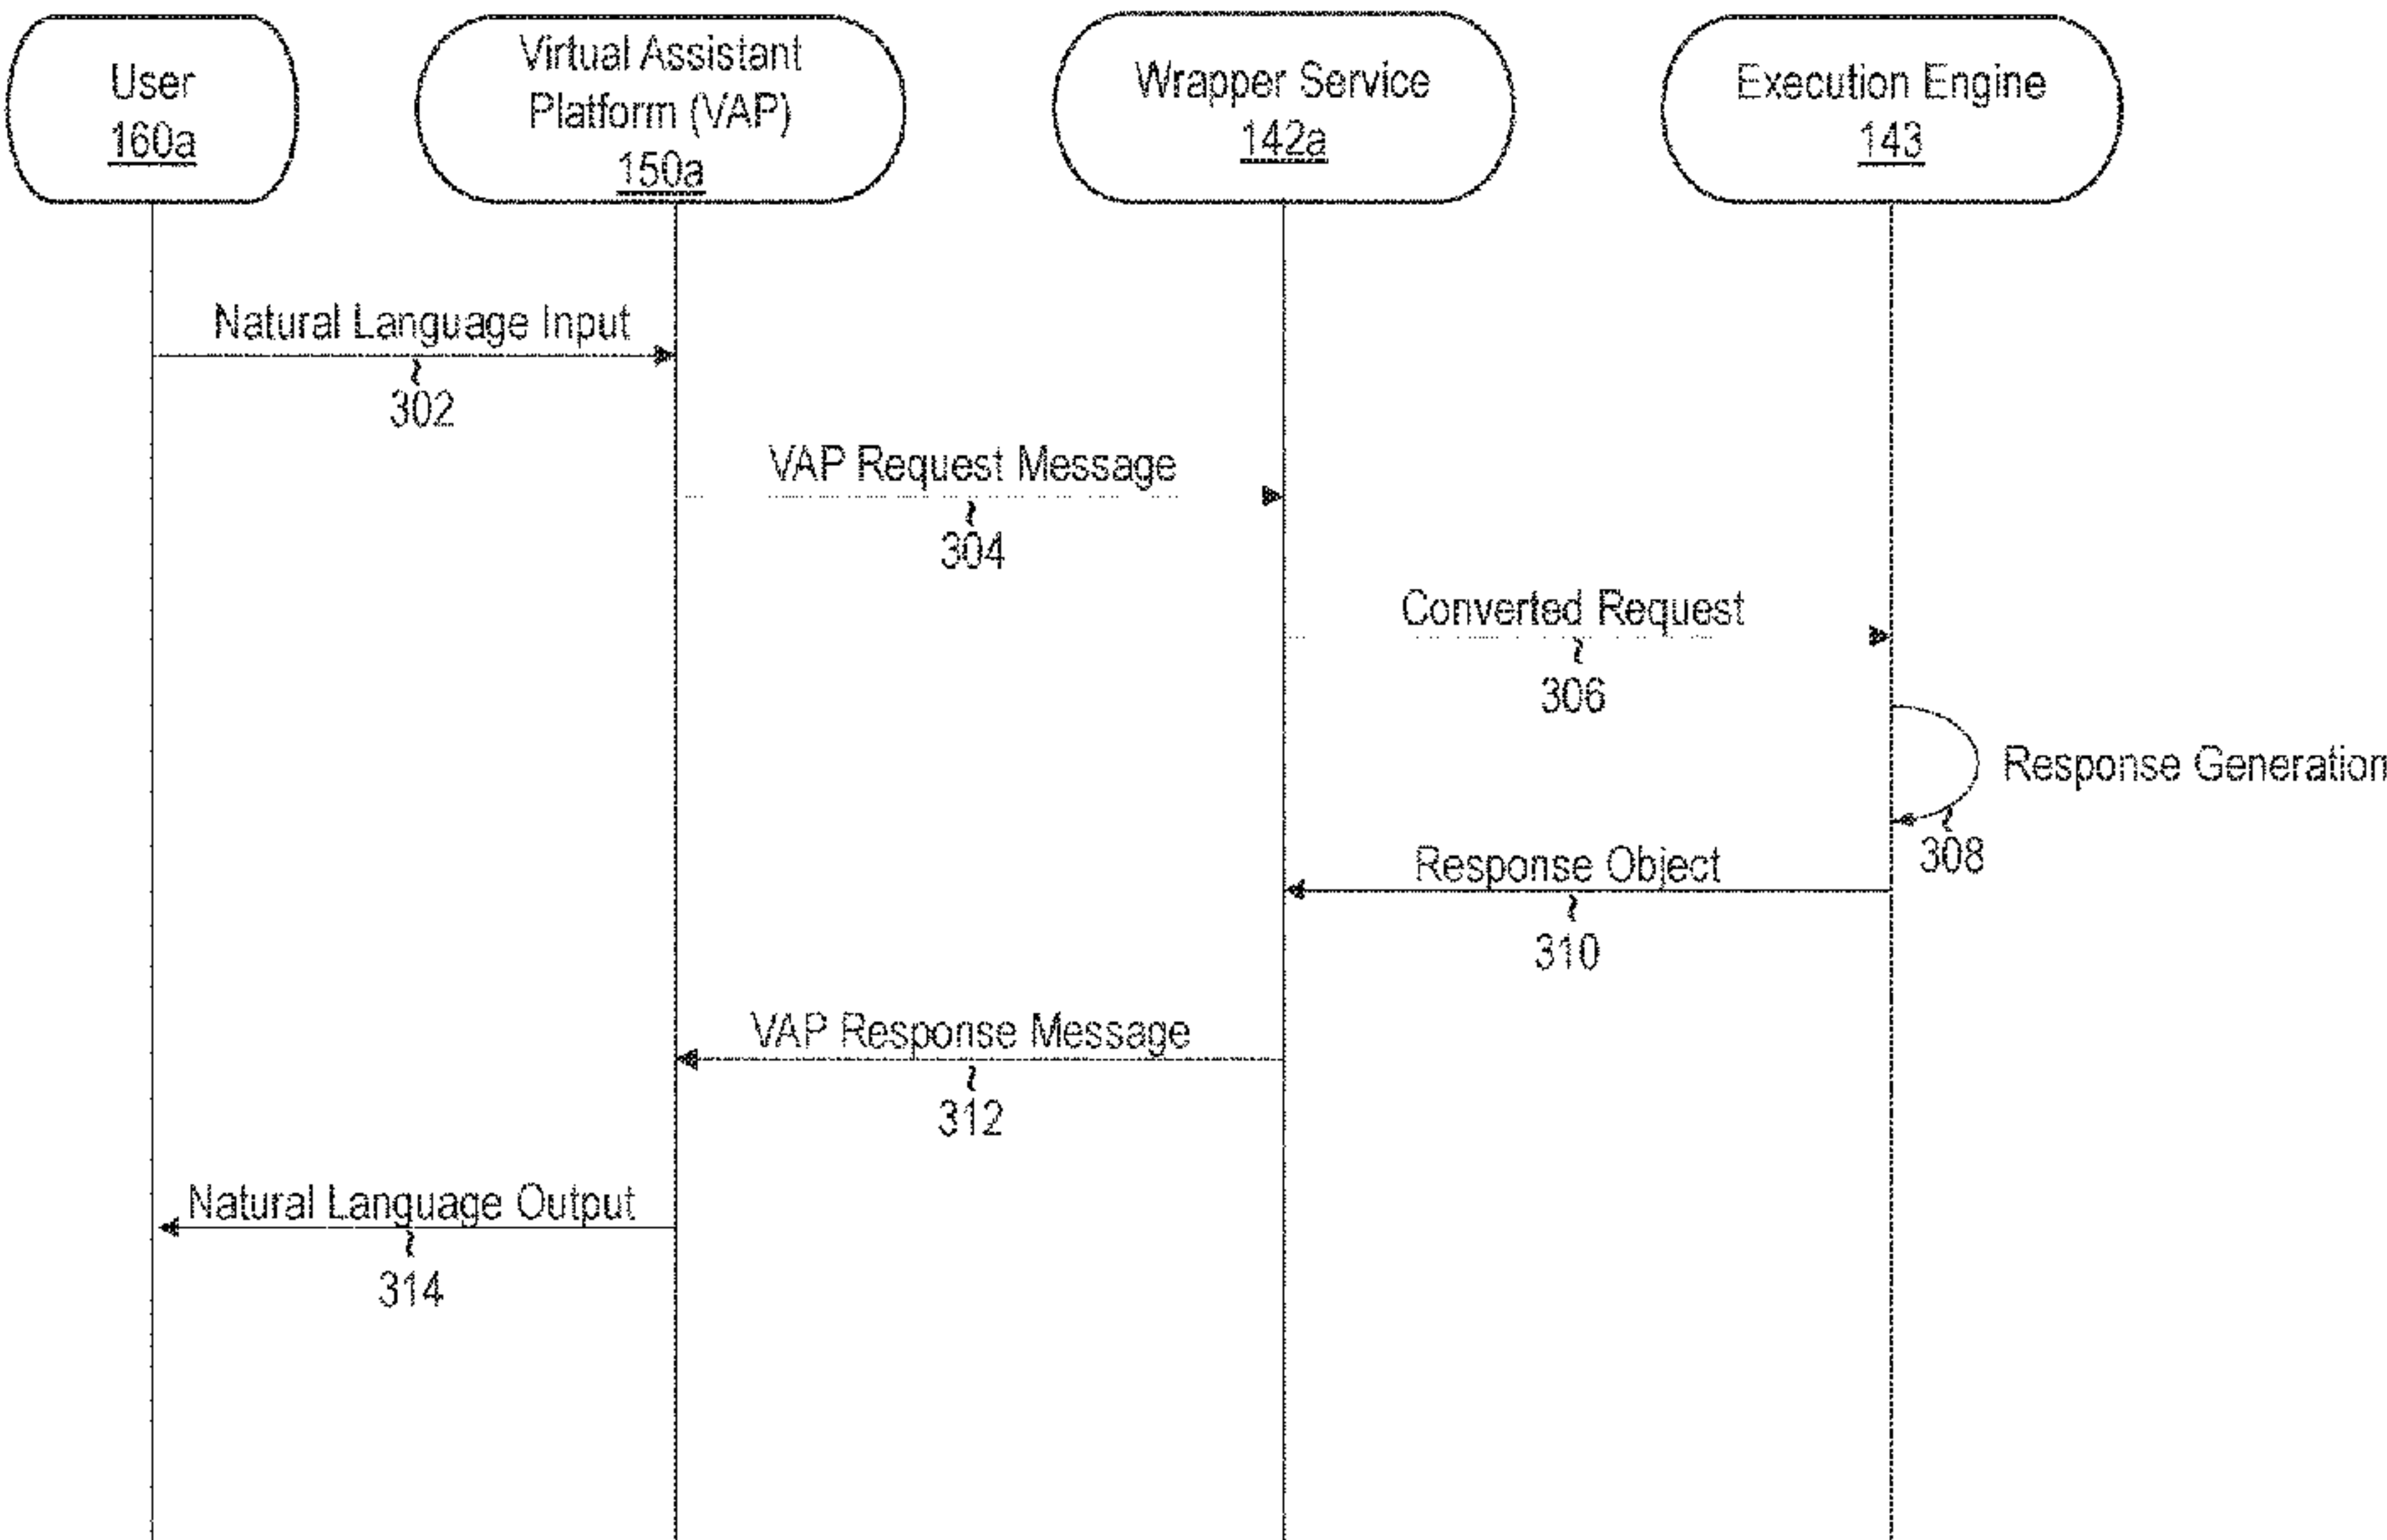 User
160a
Virtual Assistant
Platform (VAP)
150a
Wrapper Service
142a
Execution Engine
143
Natural Language Input
302
VAP Request Message
304
Converted Request
306
Response Generation
308
Response Object
310
VAP Response Message
312
Natural Language Output
314